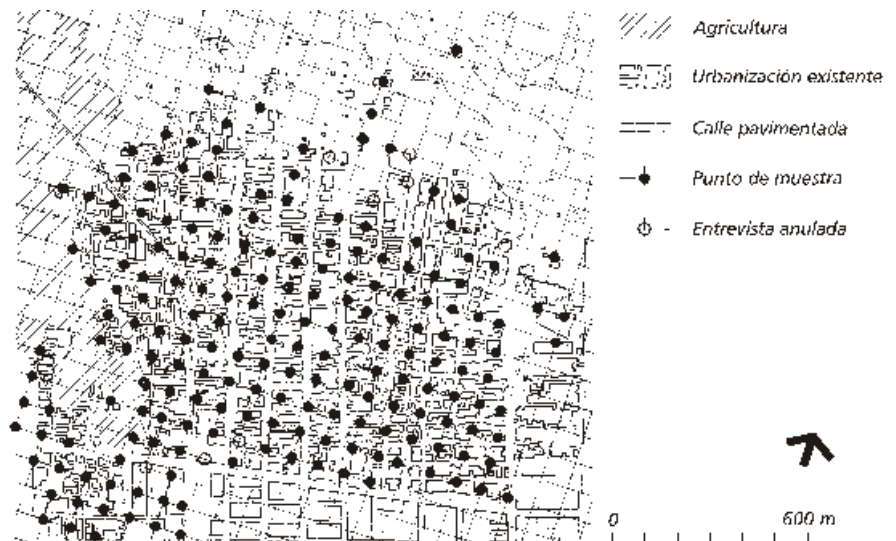 Agricultura
Urbanización existente
Calle pavimentada
Punto de muestra
Entrevista anulada
0 600 m